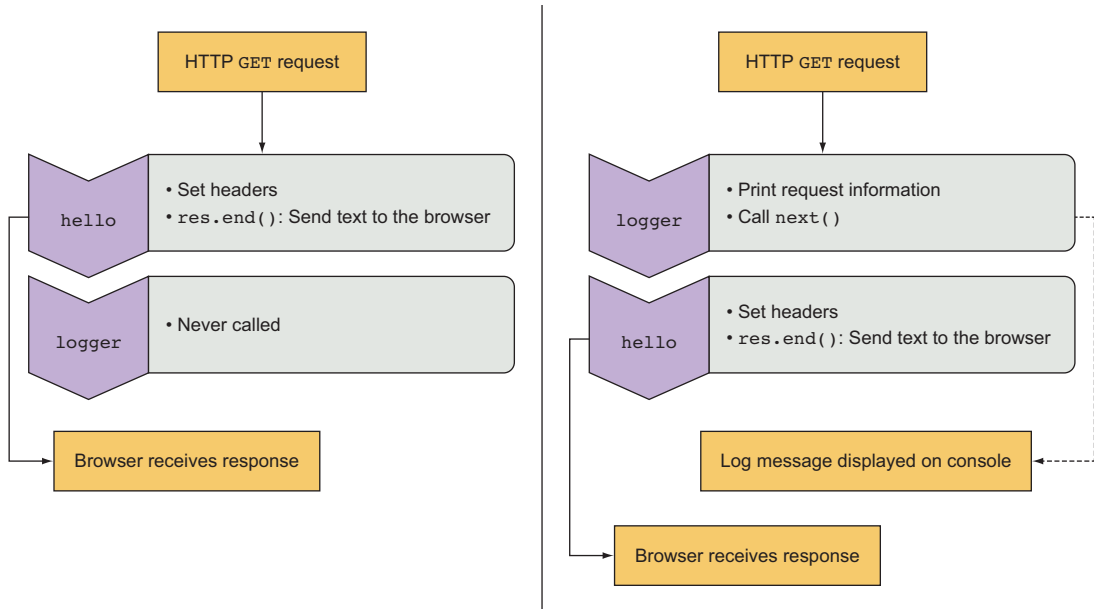 HTTP GET request
hello
• Set headers
• res.end(): Send text to the browser
logger
• Never called
Browser receives response
HTTP GET request
logger
• Print request information
• Call next()
hello
• Set headers
• res.end(): Send text to the browser
Log message displayed on console
Browser receives response